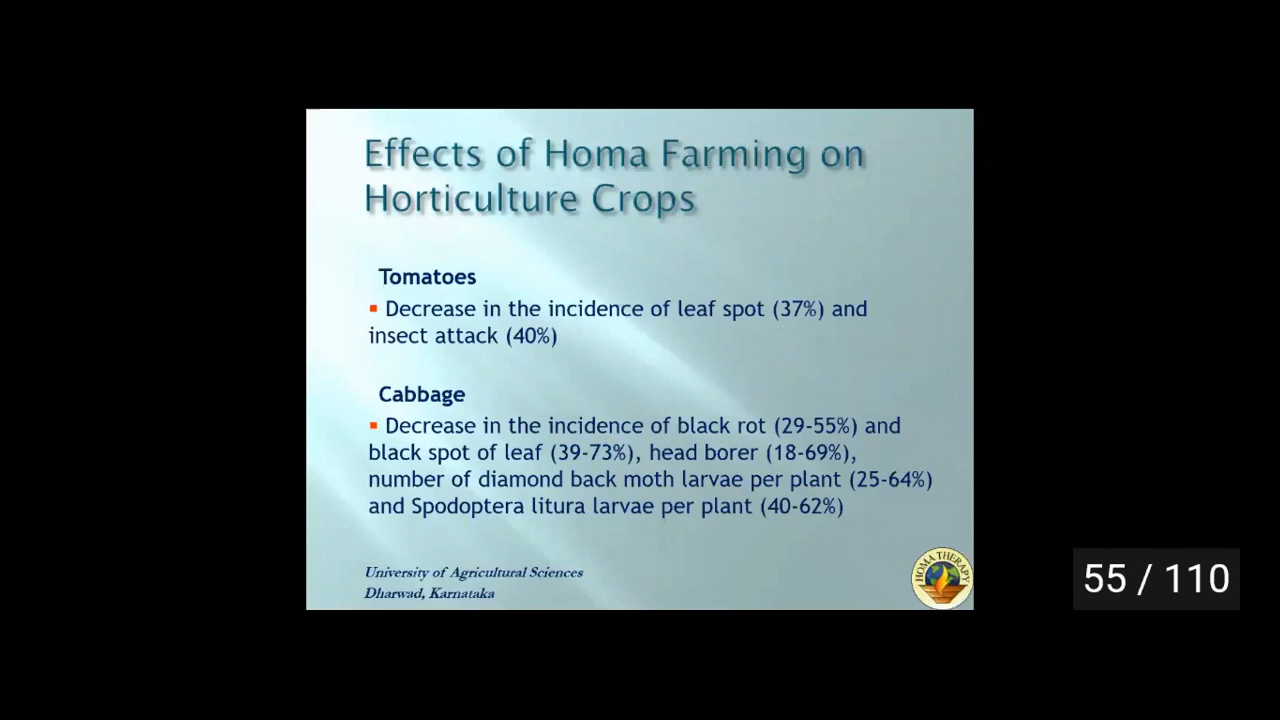 Effects of Homa Farming on
Horticulture Crops
Tomatoes
▪ Decrease in the incidence of leaf spot (37%) and
insect attack (40%)
Cabbage
▪ Decrease in the incidence of black rot (29-55%) and
black spot of leaf (39-73%), head borer (18-69%),
number of diamond back moth larvae per plant (25-64%)
and Spodoptera litura larvae per plant (40-62%)
University of Agricultural Sciences
Dharwad, Karnataka
HOMA THERAPY
55 / 110